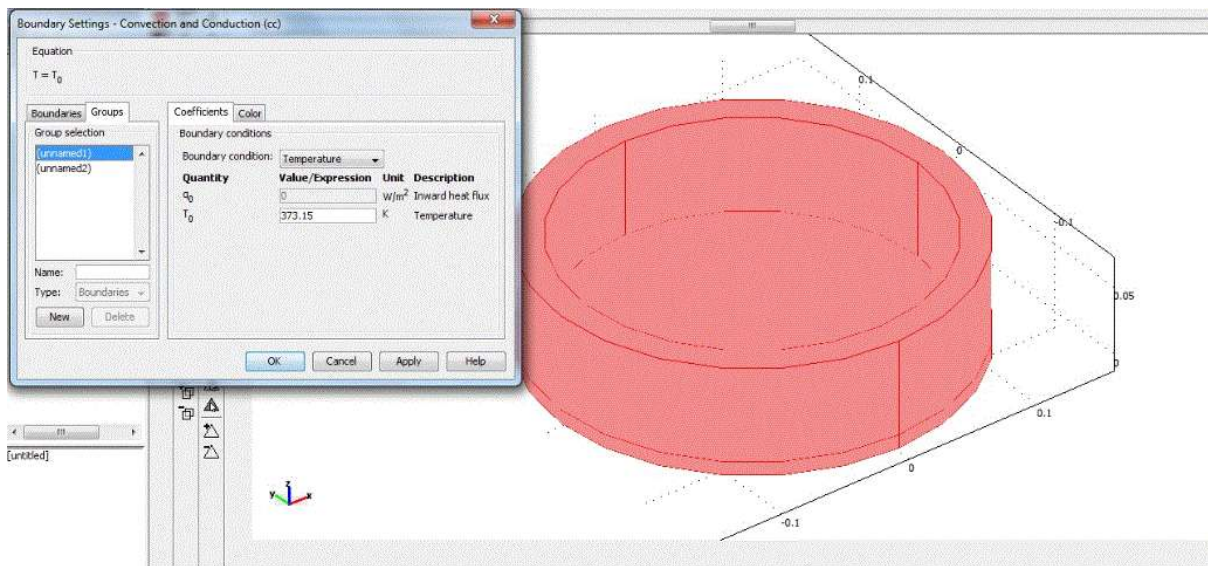 Boundary Settings - Convection and Conduction (cc)
Equation
T = T0
Boundaries Groups
Group selection
(unnamed1)
(unnamed2)
Name:
Type: Boundaries
New Delete
Coefficients Color
Boundary conditions
Boundary condition: Temperature
Quantity Value/Expression Unit Description
q0 0 W/m² Inward heat flux
T0 373.15 K Temperature
OK Cancel Apply Help
[untitled]
0.1
0
-0.1
0.05
0
0.1
0
-0.1
z
y x